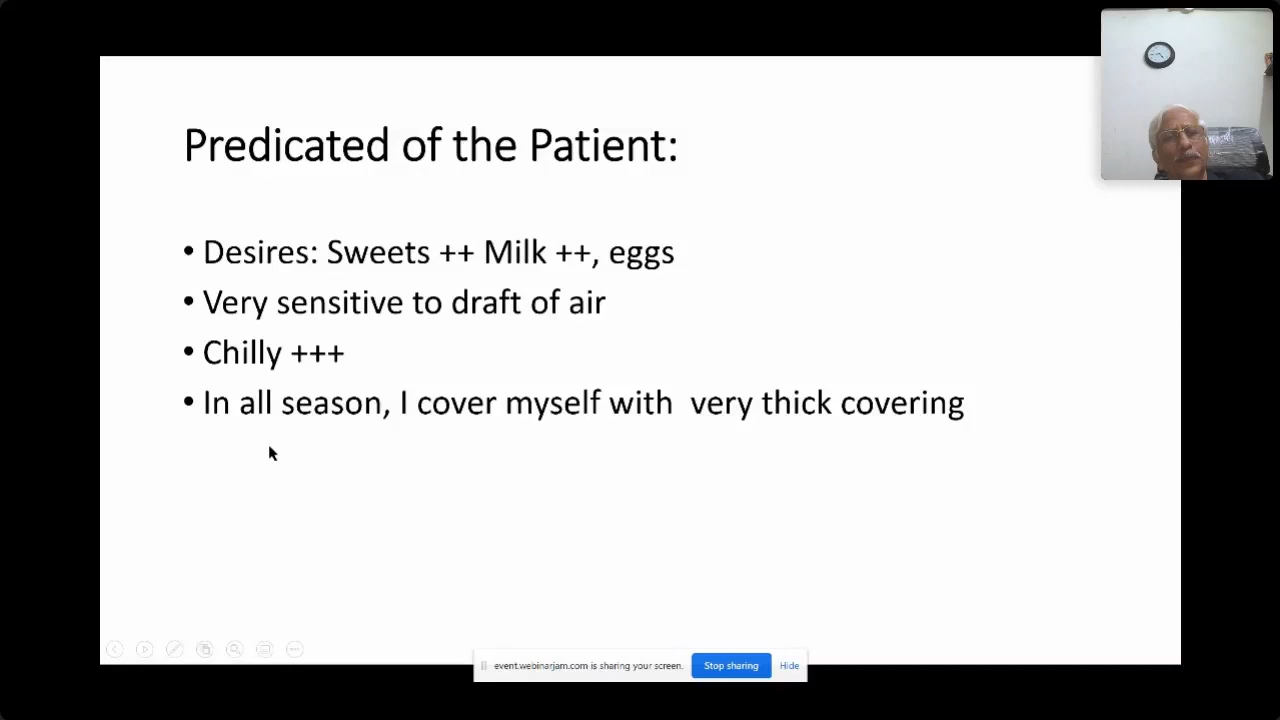 Predicated of the Patient:
• Desires: Sweets ++ Milk ++, eggs
• Very sensitive to draft of air
• Chilly +++
• In all season, I cover myself with  very thick covering
event.webinarjam.com is sharing your screen. Stop sharing Hide